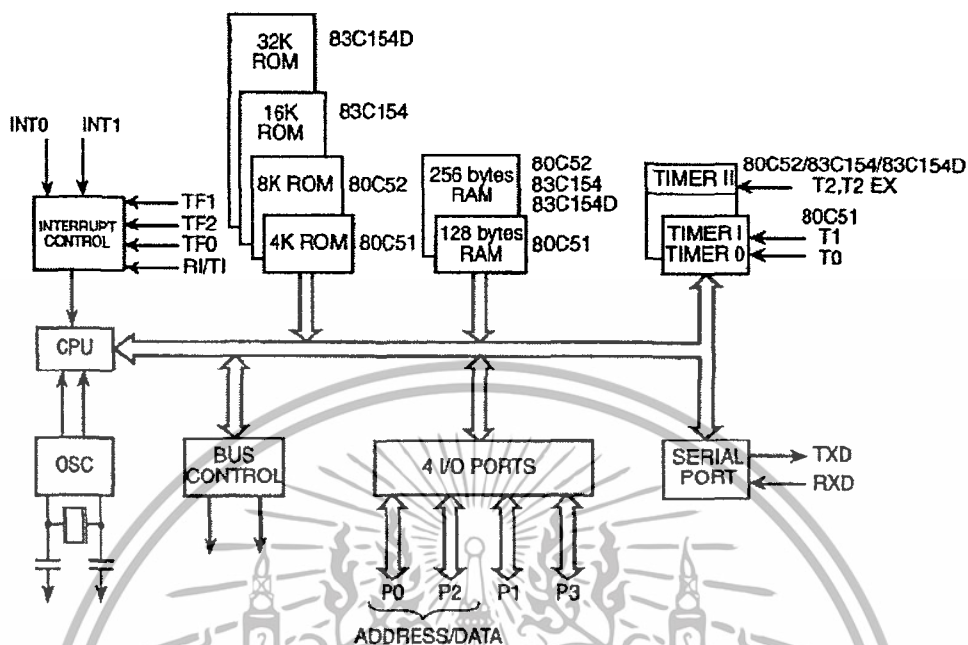 32K ROM
83C154D
16K ROM
83C154
8K ROM
80C52
4K ROM
80C51
INT0
INT1
INTERRUPT CONTROL
TF1
TF2
TF0
RI/TI
256 bytes RAM
80C52
83C154
83C154D
128 bytes RAM
80C51
TIMER II
80C52/83C154/83C154D
T2,T2 EX
TIMER I
TIMER 0
80C51
T1
T0
CPU
OSC
BUS CONTROL
4 I/O PORTS
SERIAL PORT
TXD
RXD
P0
P2
P1
P3
ADDRESS/DATA